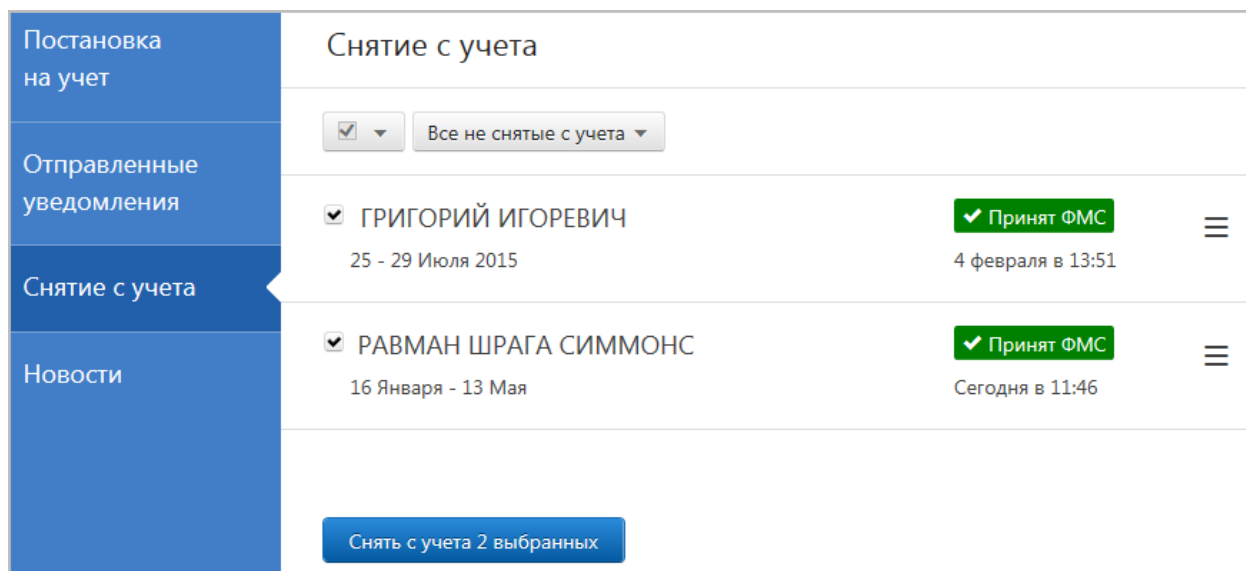 Постановка
на учет
Отправленные
уведомления
Снятие с учета
Новости
Снятие с учета
Все не снятые с учета
ГРИГОРИЙ ИГОРЕВИЧ
Принят ФМС
25 - 29 Июля 2015
4 февраля в 13:51
РАВМАН ШРАГА СИММОНС
Принят ФМС
16 Января - 13 Мая
Сегодня в 11:46
Снять с учета 2 выбранных